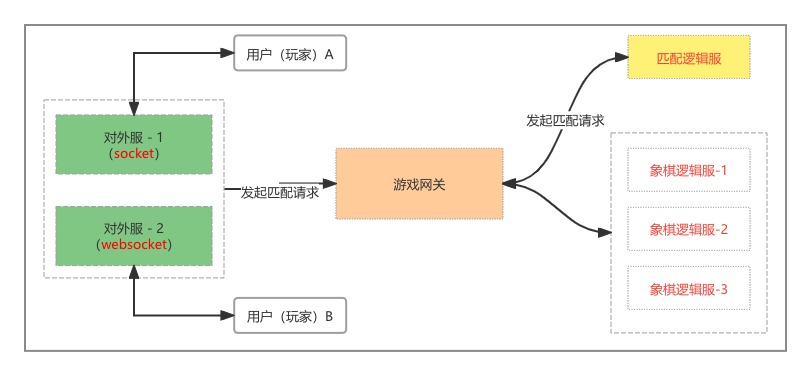 用户（玩家）A
匹配逻辑服
对外服 - 1
（socket）
发起匹配请求
象棋逻辑服-1
发起匹配请求
游戏网关
对外服 - 2
（websocket）
象棋逻辑服-2
象棋逻辑服-3
用户（玩家）B